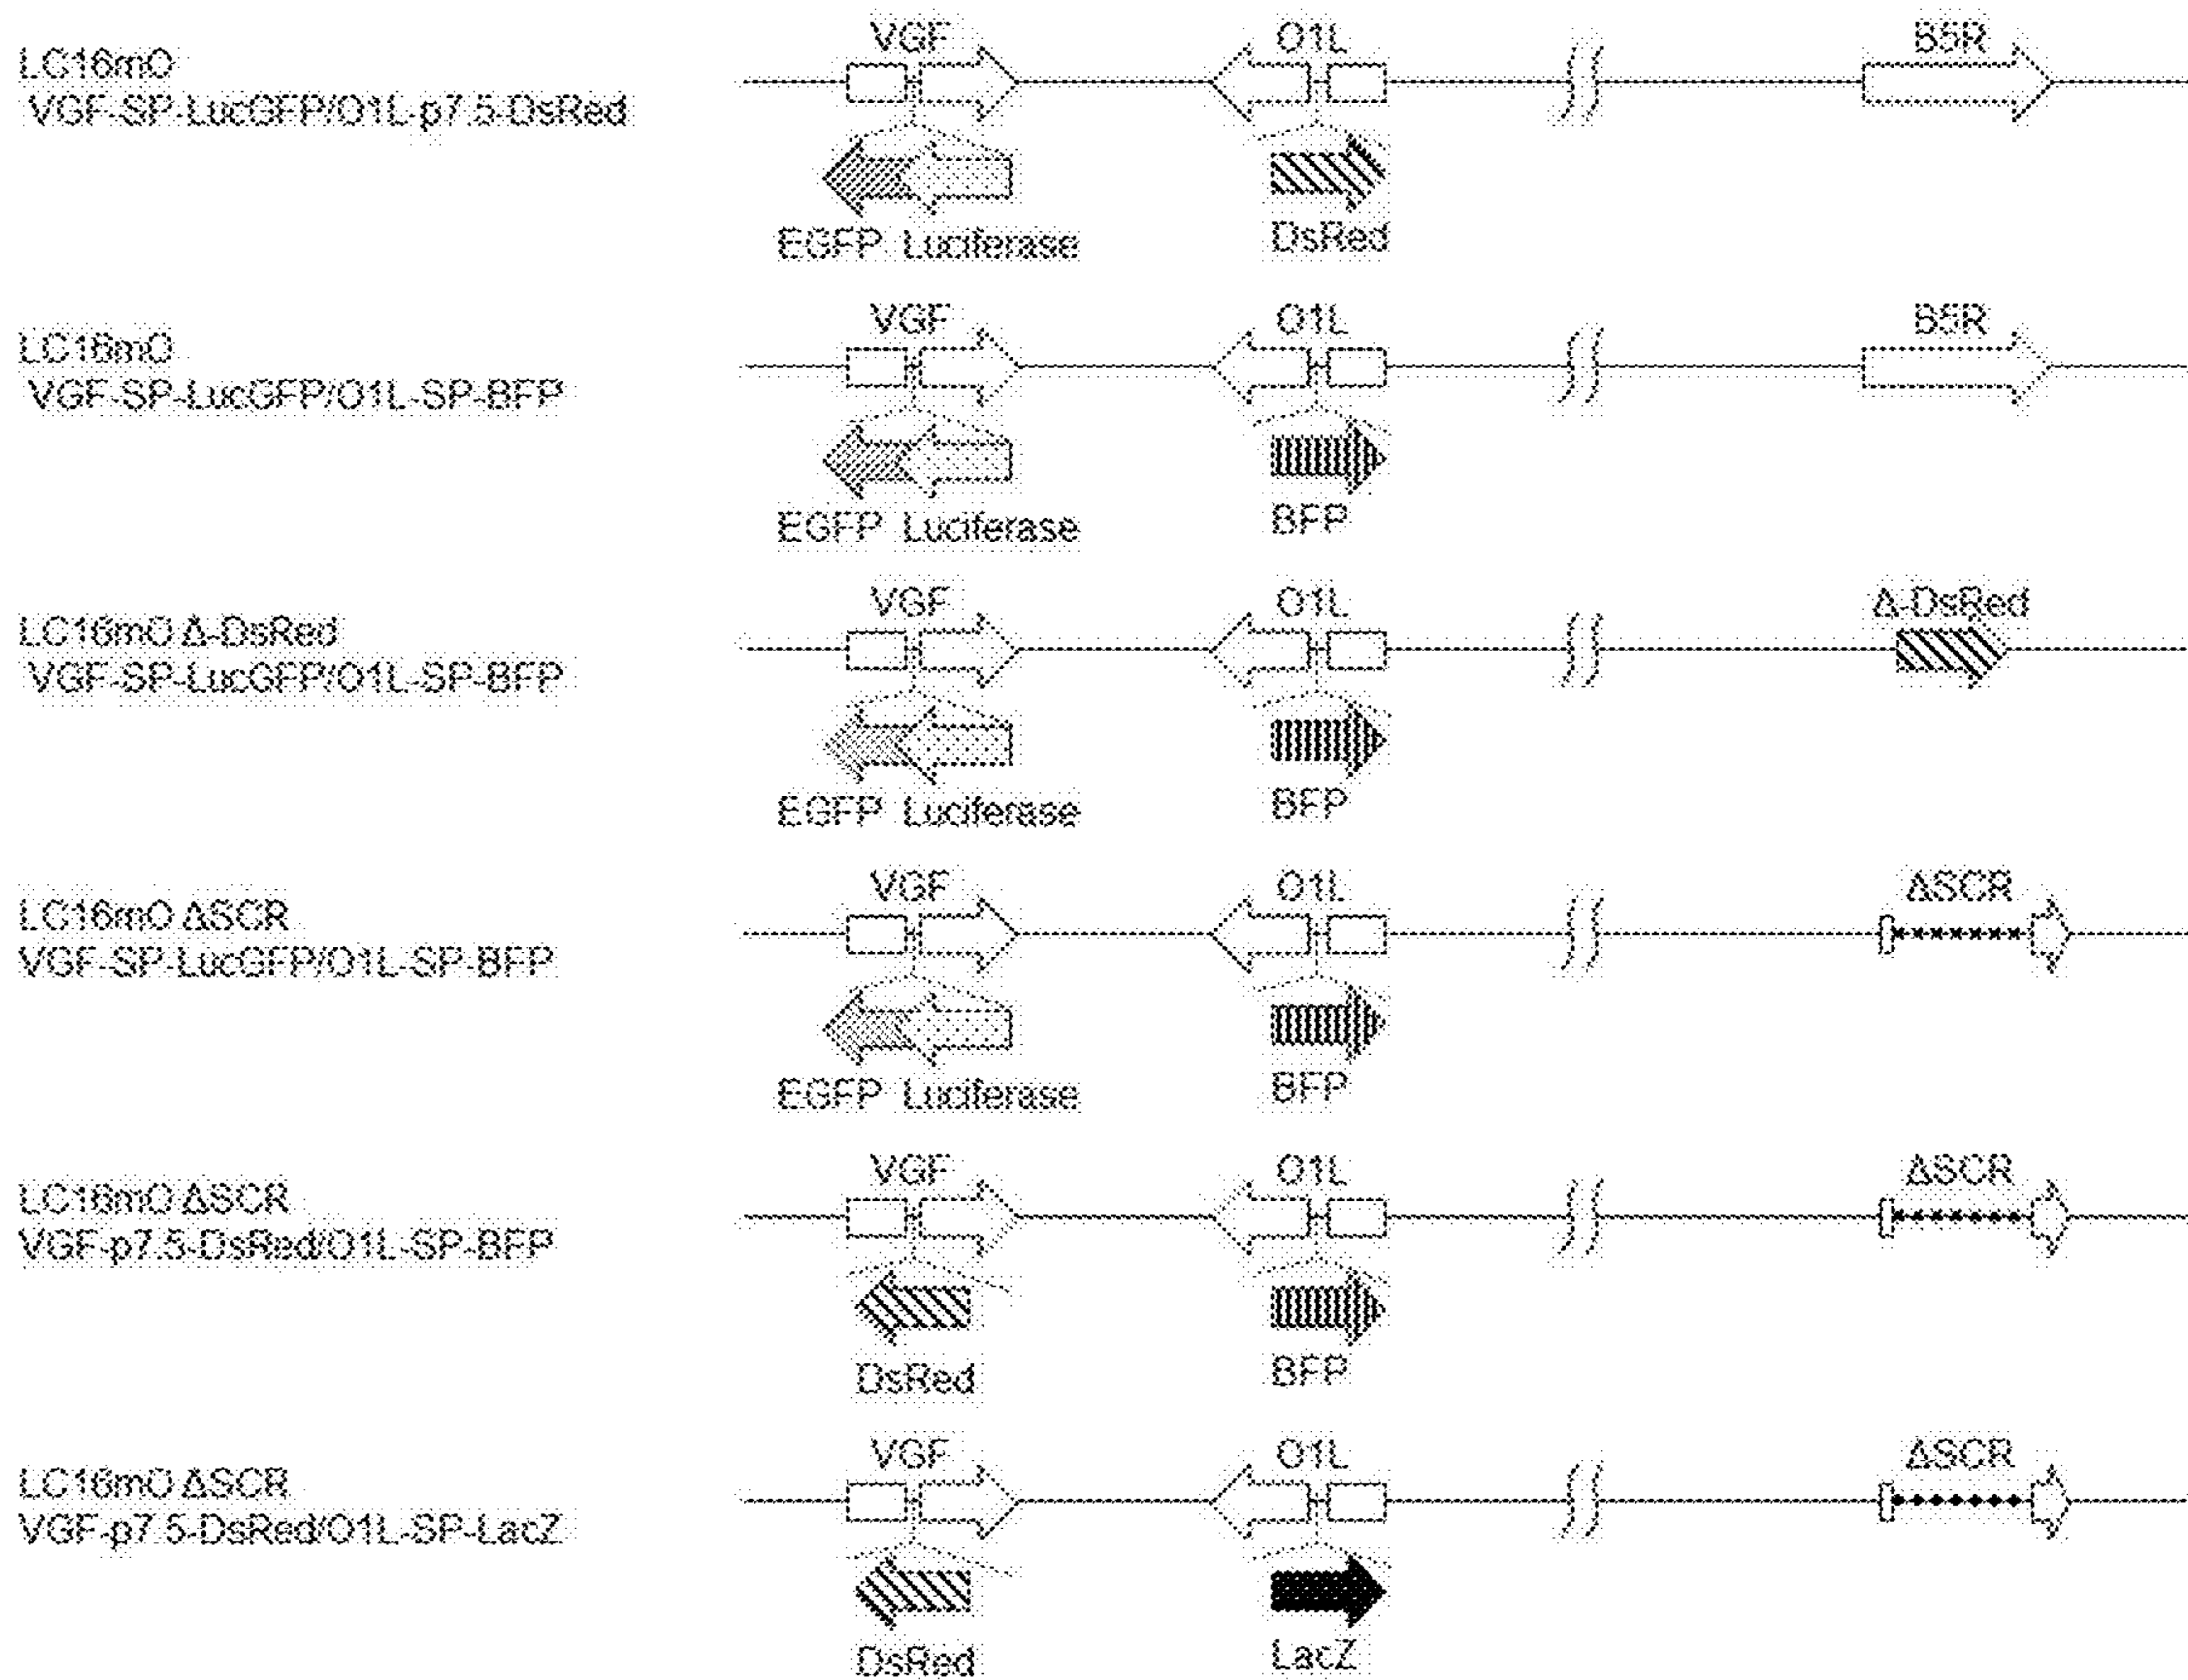 VGF O1L B5R
LC16mO
VGF-SP-LucGFP/O1L-p7.5-DsRed
EGFP Luciferase DsRed
VGF O1L B5R
LC16mO
VGF-SP-LucGFP/O1L-SP-BFP
EGFP Luciferase BFP
VGF O1L Δ-DsRed
LC16mO Δ-DsRed
VGF-SP-LucGFP/O1L-SP-BFP
EGFP Luciferase BFP
VGF O1L ΔSCR
LC16mO ΔSCR
VGF-SP-LucGFP/O1L-SP-BFP
EGFP Luciferase BFP
VGF O1L ΔSCR
LC16mO ΔSCR
VGF-p7.5-DsRed/O1L-SP-BFP
DsRed BFP
VGF O1L ΔSCR
LC16mO ΔSCR
VGF-p7.5-DsRed/O1L-SP-LacZ
DsRed LacZ